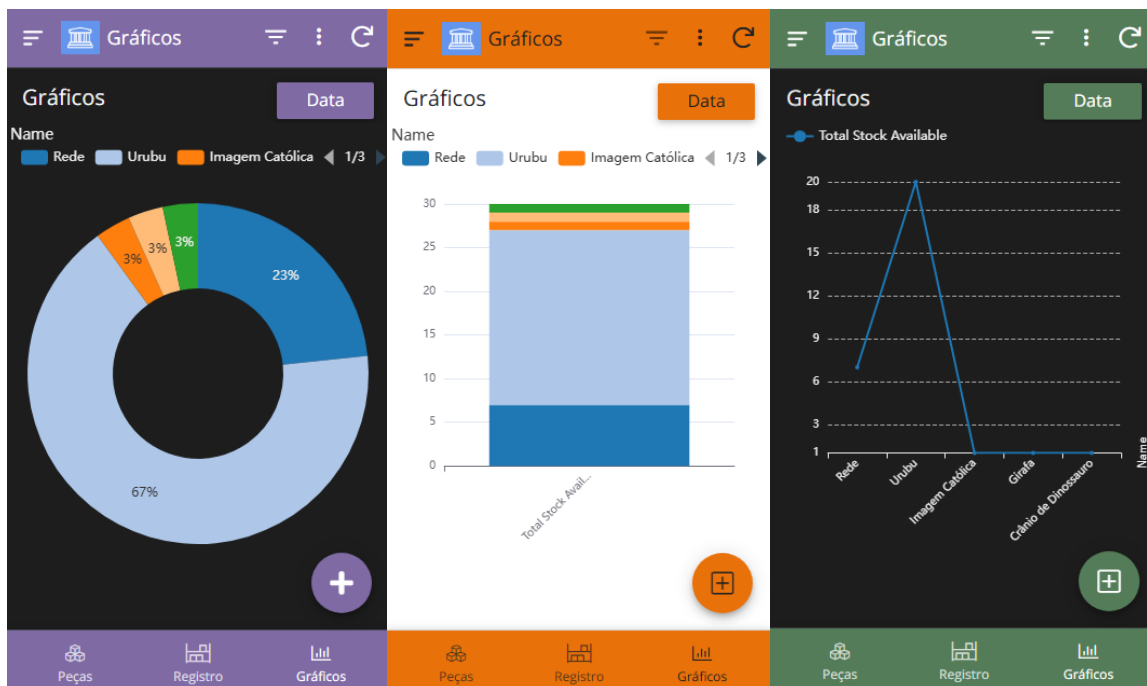 Gráficos
Gráficos
Data
Name
Rede Urubu Imagem Católica 1/3
3%
3%
3%
23%
67%
Peças Registro Gráficos
Gráficos
Gráficos
Data
Name
Rede Urubu Imagem Católica 1/3
30
25
20
15
10
5
0
Total Stock Avail...
Peças Registro Gráficos
Gráficos
Gráficos
Data
Total Stock Available
20
18
15
12
9
6
3
1
Name
Rede
Urubu
Imagem Católica
Girafa
Crânio de Dinossauro
Peças Registro Gráficos